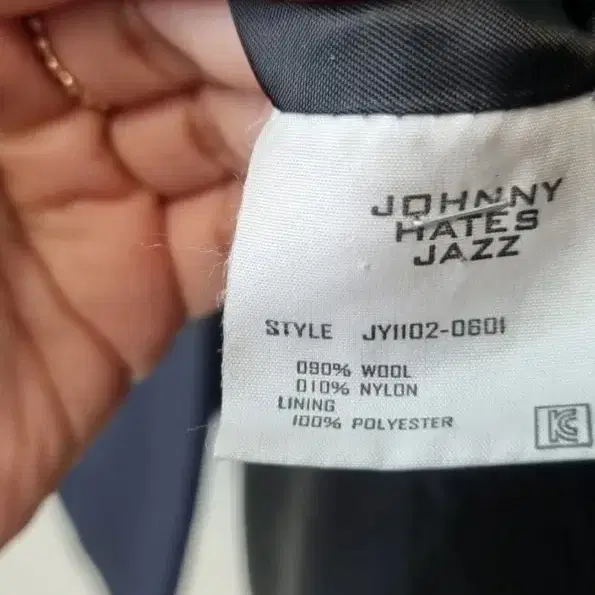 JOHNNY
HATES
JAZZ
STYLE JY1102-0601
090% WOOL
010% NYLON
LINING
100% POLYESTER
KC